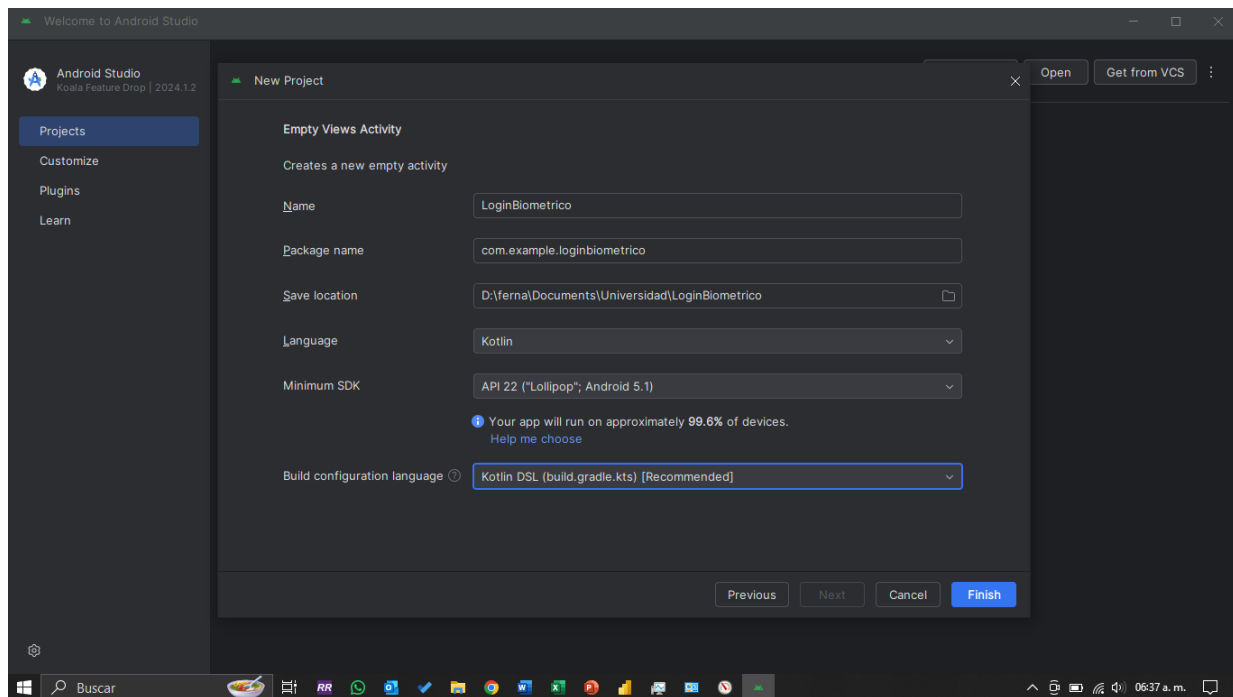 Welcome to Android Studio
Android Studio
Koala Feature Drop | 2024.1.2
Open
Get from VCS
Projects
Customize
Plugins
Learn
New Project
Empty Views Activity
Creates a new empty activity
Name
LoginBiometrico
Package name
com.example.loginbiometrico
Save location
D:\ferna\Documents\Universidad\LoginBiometrico
Language
Kotlin
Minimum SDK
API 22 ("Lollipop"; Android 5.1)
Your app will run on approximately 99.6% of devices.
Help me choose
Build configuration language
Kotlin DSL (build.gradle.kts) [Recommended]
Previous
Next
Cancel
Finish
Buscar
RR
06:37 a. m.